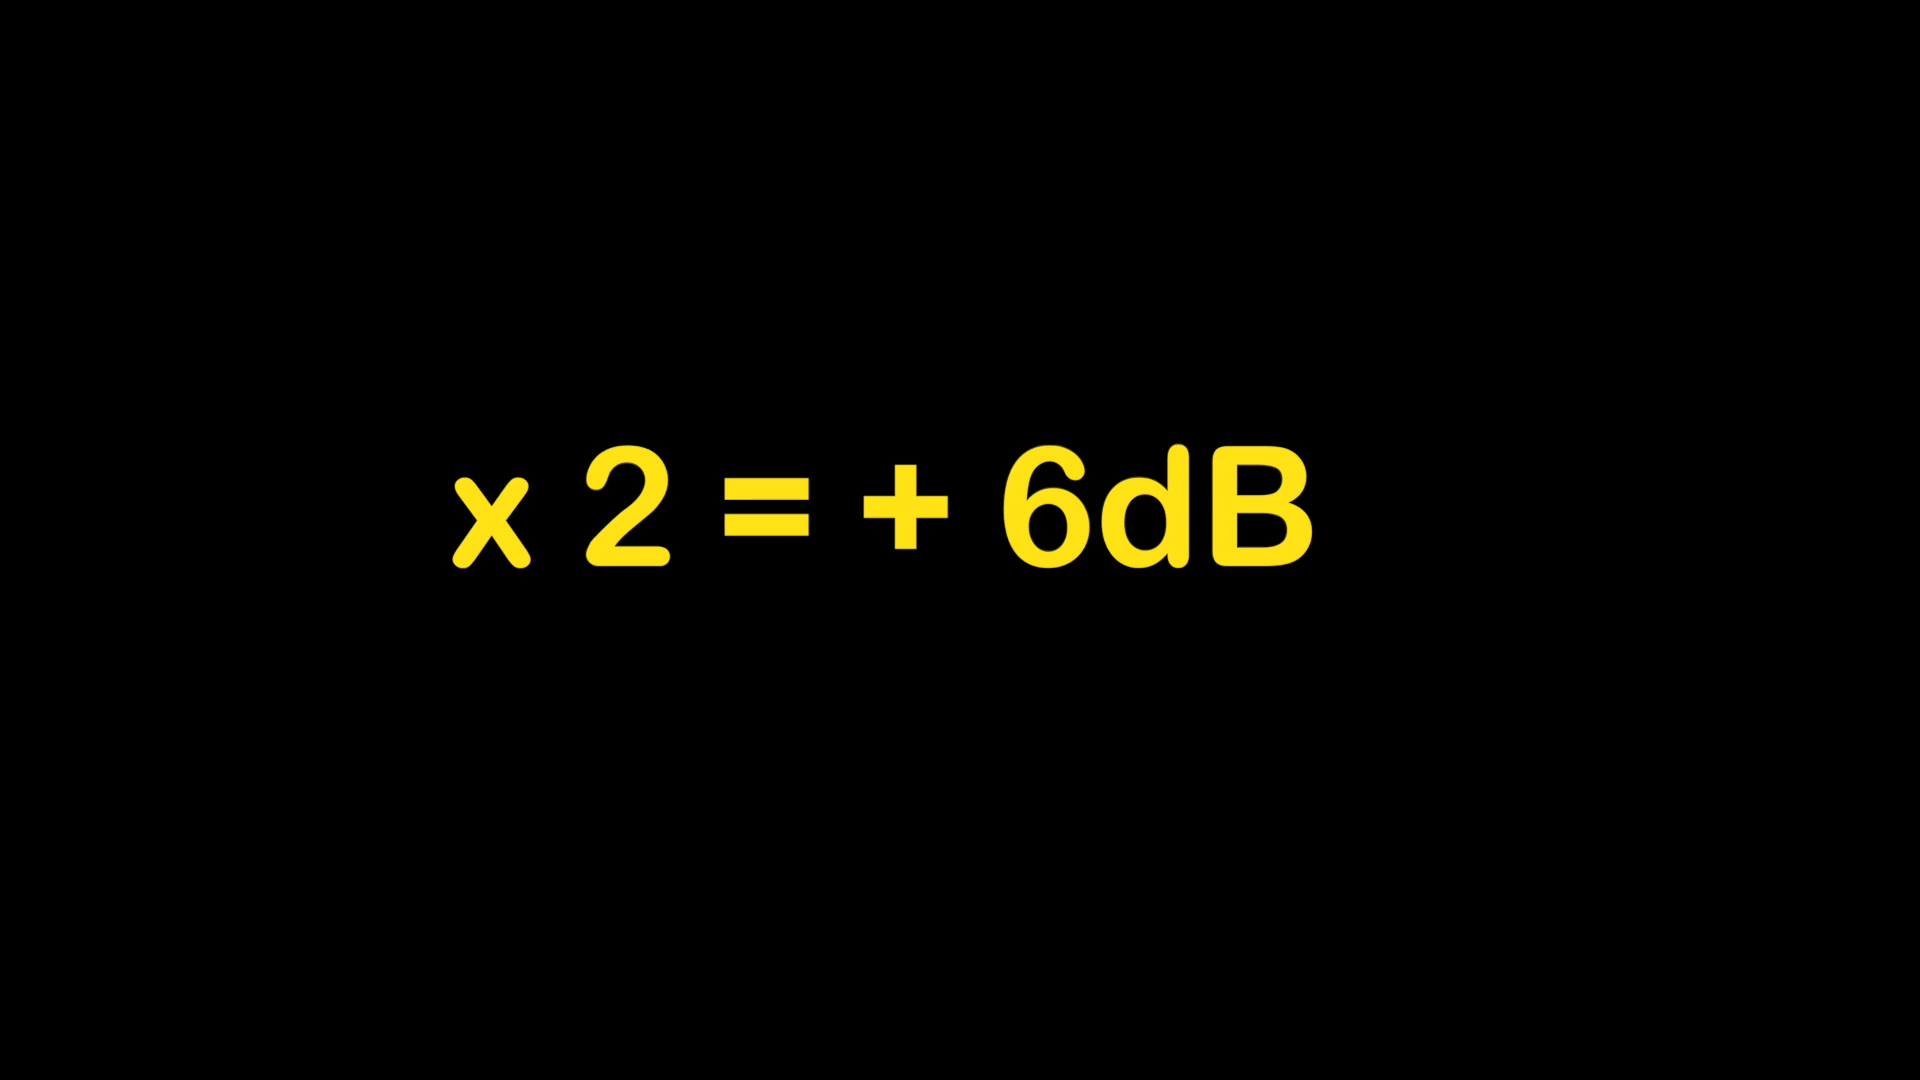 x 2 = + 6dB